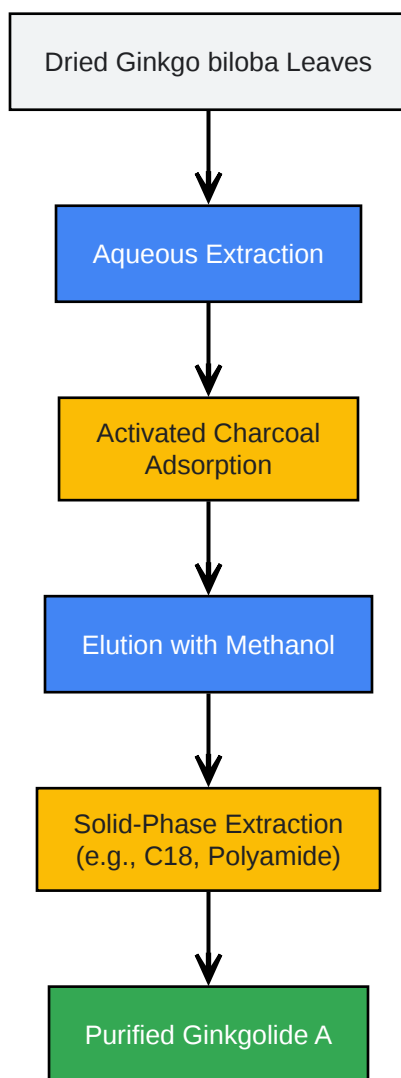 Dried Ginkgo biloba Leaves
Aqueous Extraction
Activated Charcoal
Adsorption
Elution with Methanol
Solid-Phase Extraction
(e.g., C18, Polyamide)
Purified Ginkgolide A